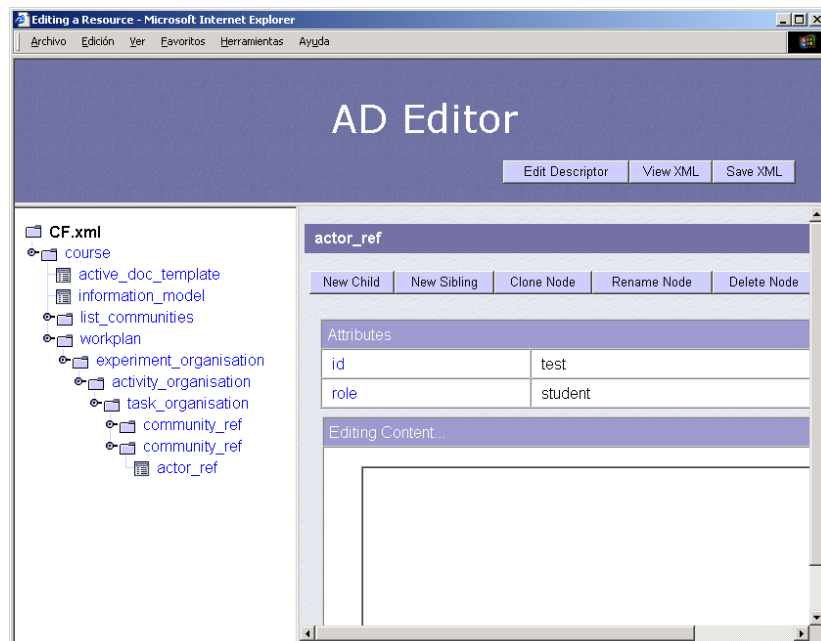 Editing a Resource - Microsoft Internet Explorer
Archivo Edición Ver Favoritos Herramientas Ayuda
AD Editor
Edit Descriptor View XML Save XML
CF.xml
course
active_doc_template
information_model
list_communities
workplan
experiment_organisation
activity_organisation
task_organisation
community_ref
community_ref
actor_ref
actor_ref
New Child New Sibling Clone Node Rename Node Delete Node
Attributes
id test
role student
Editing Content...